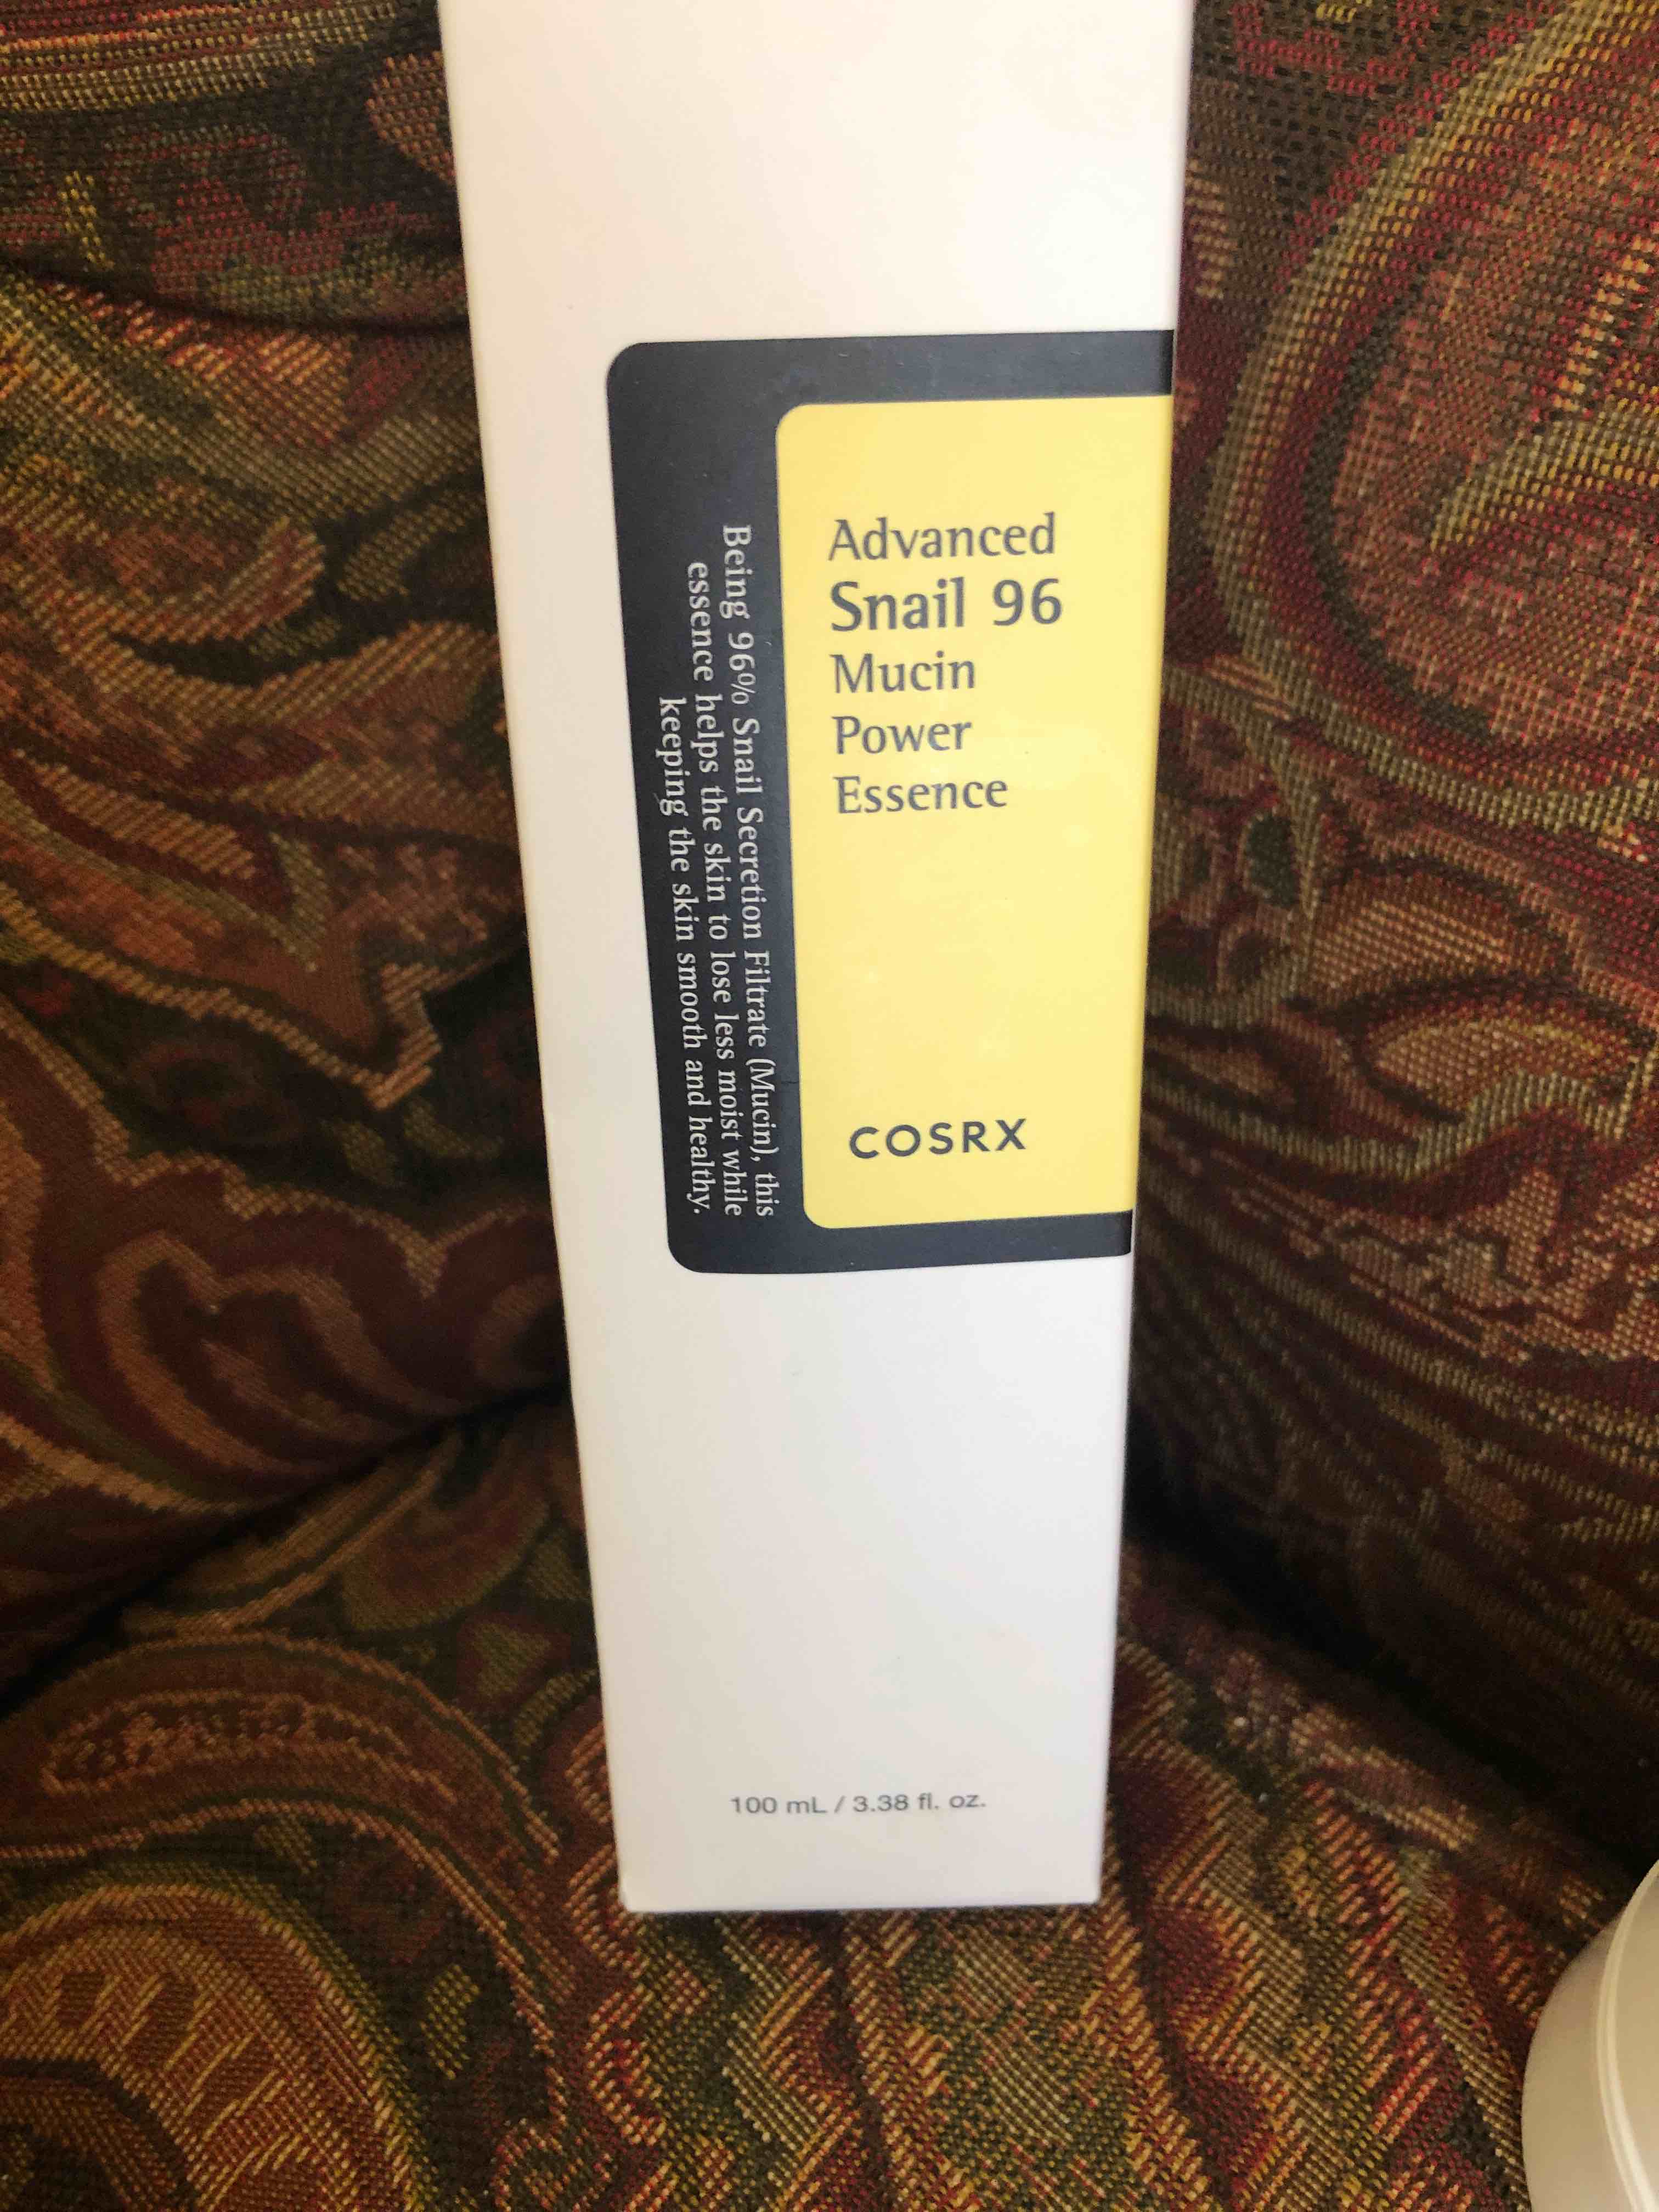 Advanced
Snail 96
Mucin
Power
Essence
COSRX
Being 96% Snail Secretion Filtrate (Mucin), this
essence helps the skin to lose less moist while
keeping the skin smooth and healthy.
100 mL / 3.38 fl. oz.